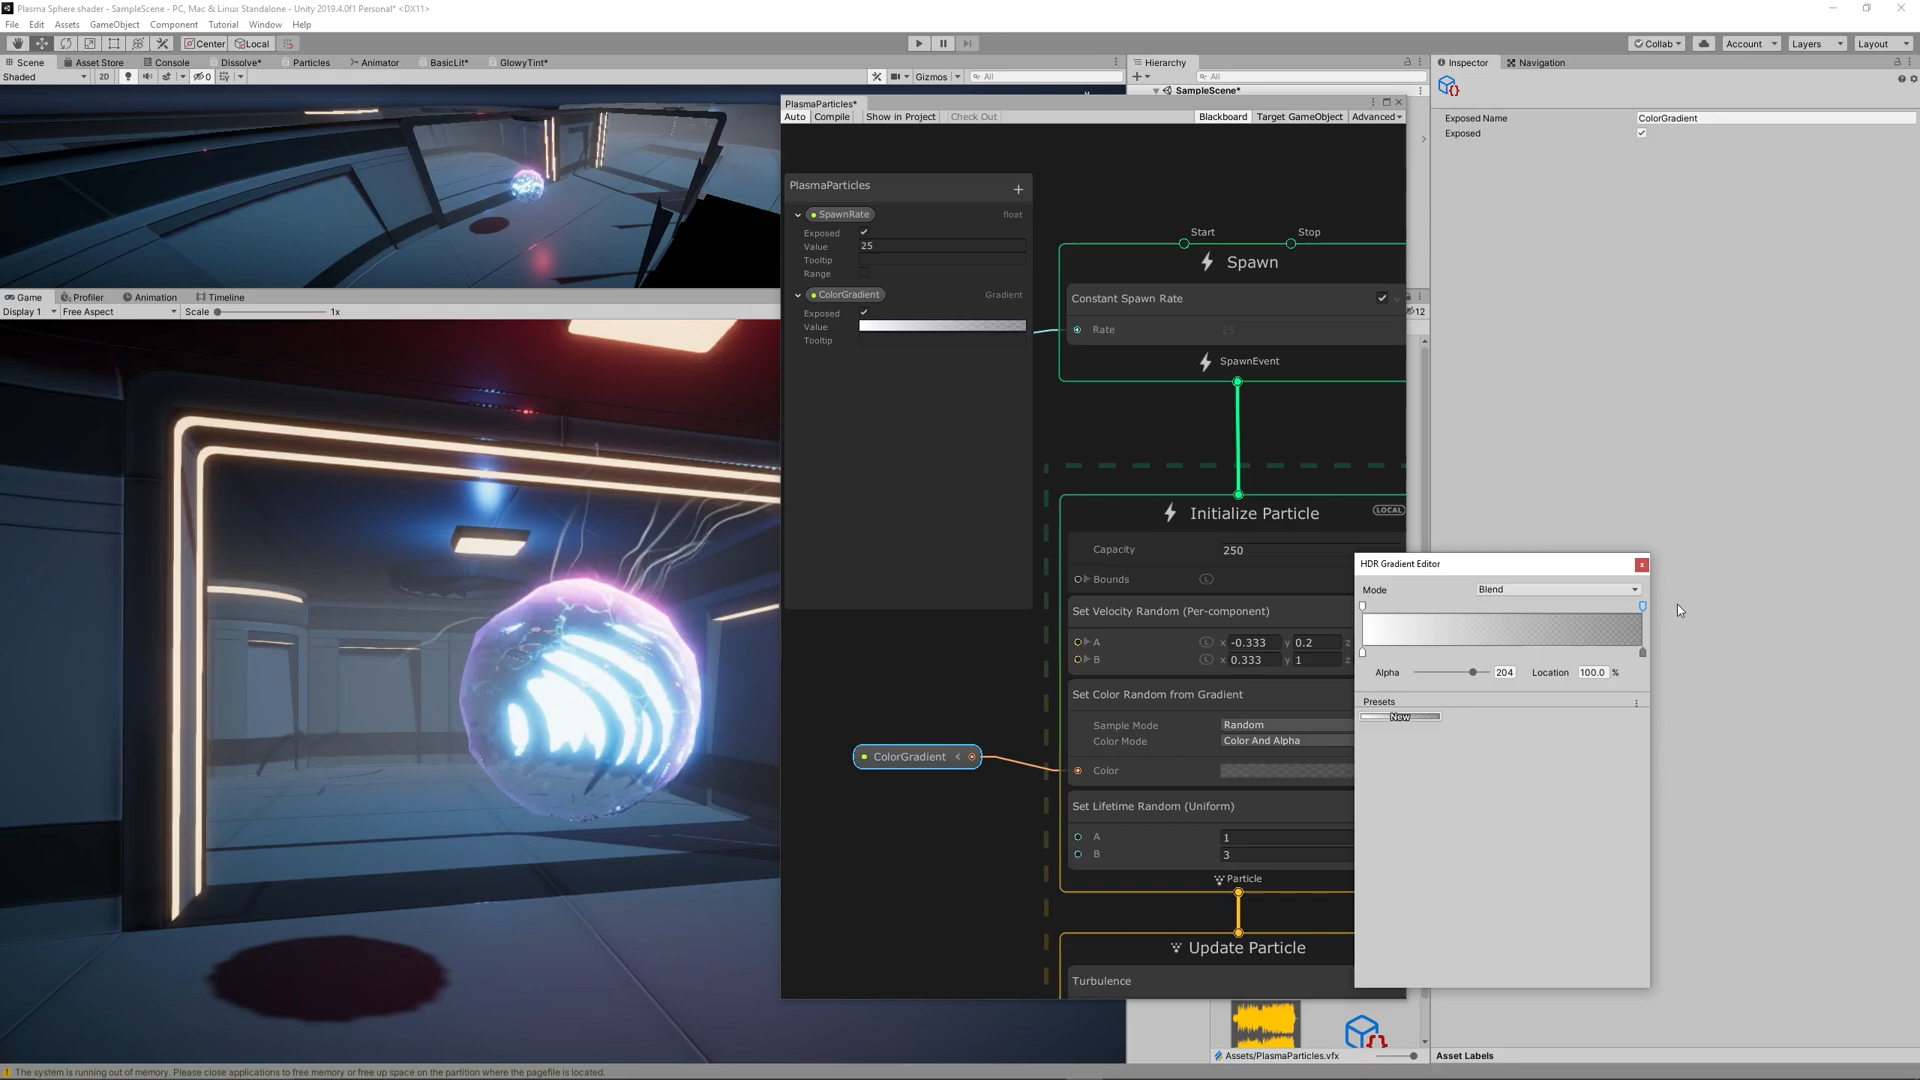 Plasma Sphere shader - SampleScene - PC, Mac & Linux Standalone - Unity 2019.4.0f1 Personal* <DX11>
File Edit Assets GameObject Component Tutorial Window Help
Center Local Collab Account Layers Layout
Scene Asset Store Console Dissolve* Particles Animator BasicLit* GlowyTint*
Shaded 2D 0 Gizmos All
Hierarchy
All
SampleScene*
Inspector Navigation
Exposed Name ColorGradient
Exposed
PlasmaParticles*
Auto Compile Show in Project Check Out Blackboard Target GameObject Advanced
PlasmaParticles
SpawnRate float
Exposed
Value 25
Tooltip
Range
ColorGradient Gradient
Exposed
Value
Tooltip
Start Stop
Spawn
Constant Spawn Rate
Rate 25
SpawnEvent
12
Game Profiler Animation Timeline
Display 1 Free Aspect Scale 1x
Initialize Particle LOCAL
Capacity 250
Bounds L
Set Velocity Random (Per-component)
A L x -0.333 y 0.2 z
B L x 0.333 y 1 z
Set Color Random from Gradient
Sample Mode Random
Color Mode Color And Alpha
Color
ColorGradient
Set Lifetime Random (Uniform)
A 1
B 3
Particle
Update Particle
Turbulence
HDR Gradient Editor
Mode Blend
Alpha 204 Location 100.0 %
Presets
New
Assets/PlasmaParticles.vfx
Asset Labels
The system is running out of memory. Please close applications to free memory or free up space on the partition where the pagefile is located.